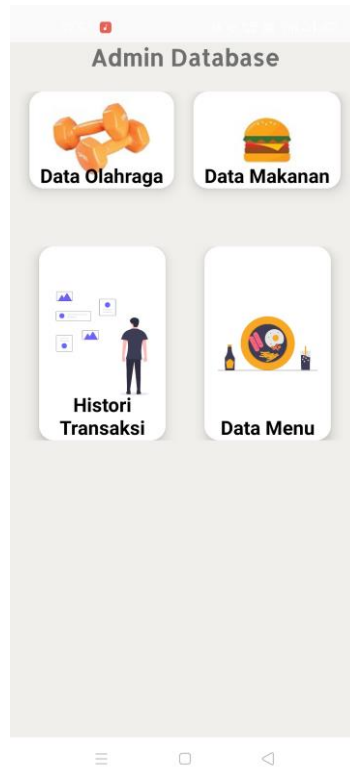 Admin Database
Data Olahraga
Data Makanan
Histori
Transaksi
Data Menu